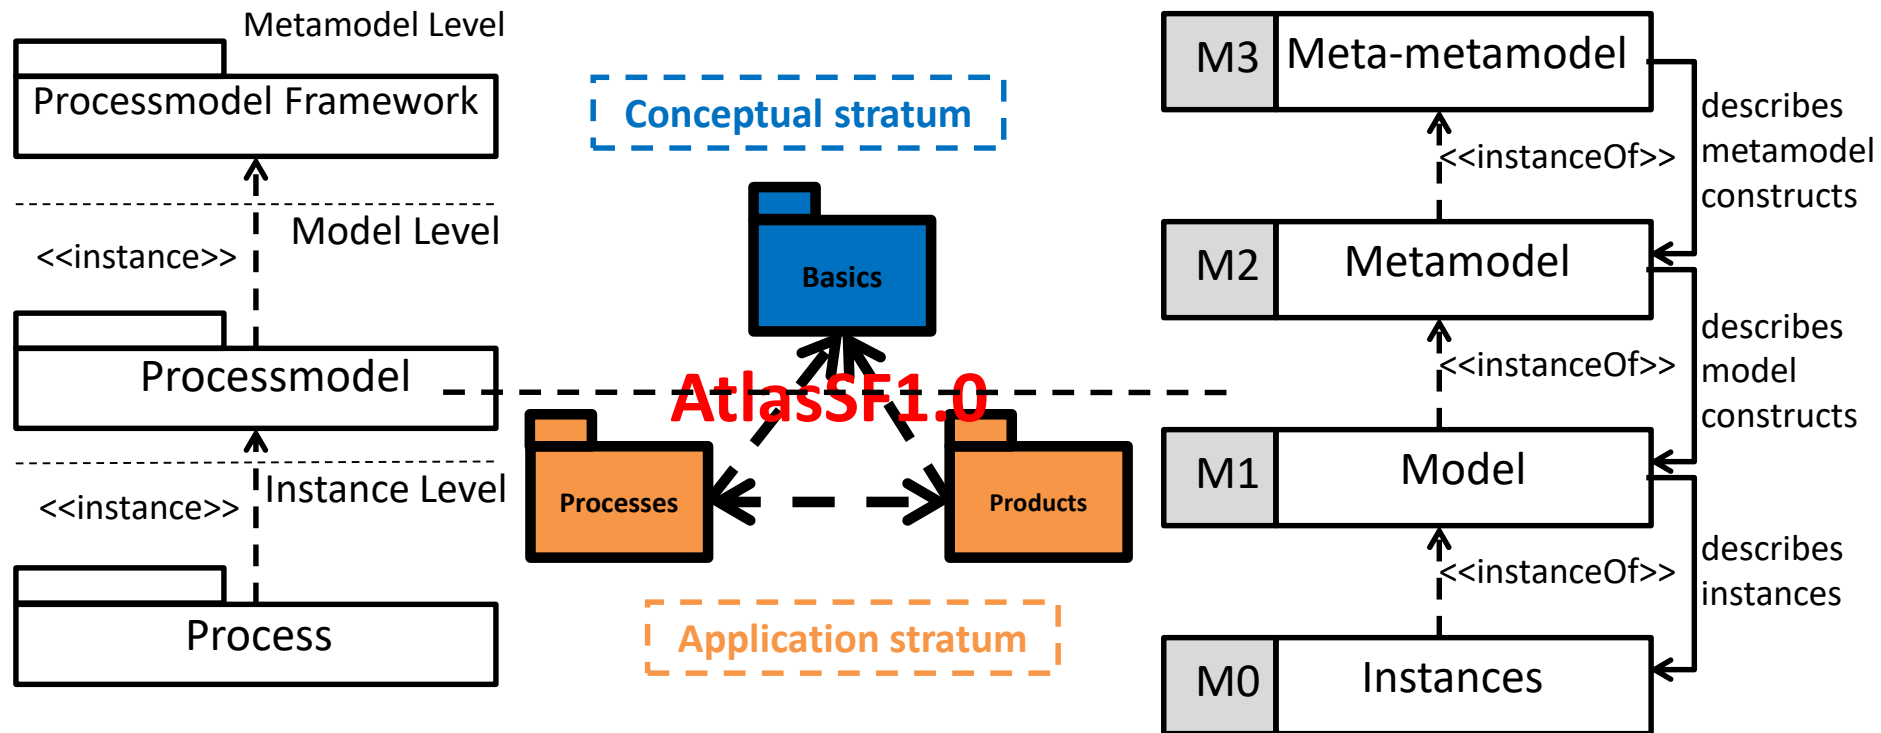 Metamodel Level
Processmodel Framework
Model Level
<<instance>>
Processmodel
Instance Level
<<instance>>
Process
Conceptual stratum
Basics
AtlasSF1.0
Processes
Products
Application stratum
M3
Meta-metamodel
describes
metamodel
constructs
<<instanceOf>>
M2
Metamodel
describes
model
constructs
<<instanceOf>>
M1
Model
describes
instances
<<instanceOf>>
M0
Instances